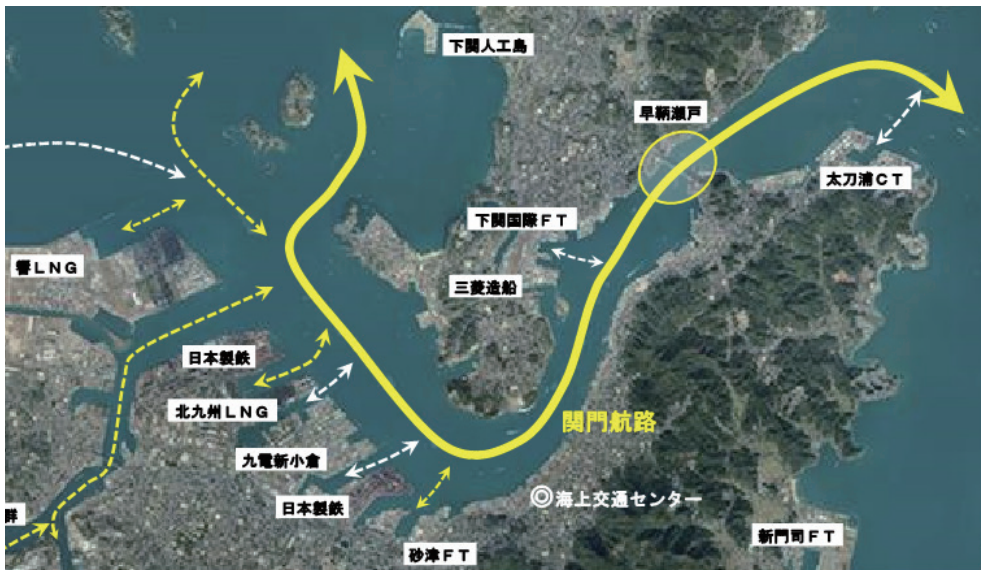 下関人工島
早鞆瀬戸
太刀浦CT
下関国際FT
響LNG
三菱造船
日本製鉄
北九州LNG
関門航路
九電新小倉
日本製鉄
海上交通センター
群
砂津FT
新門司FT